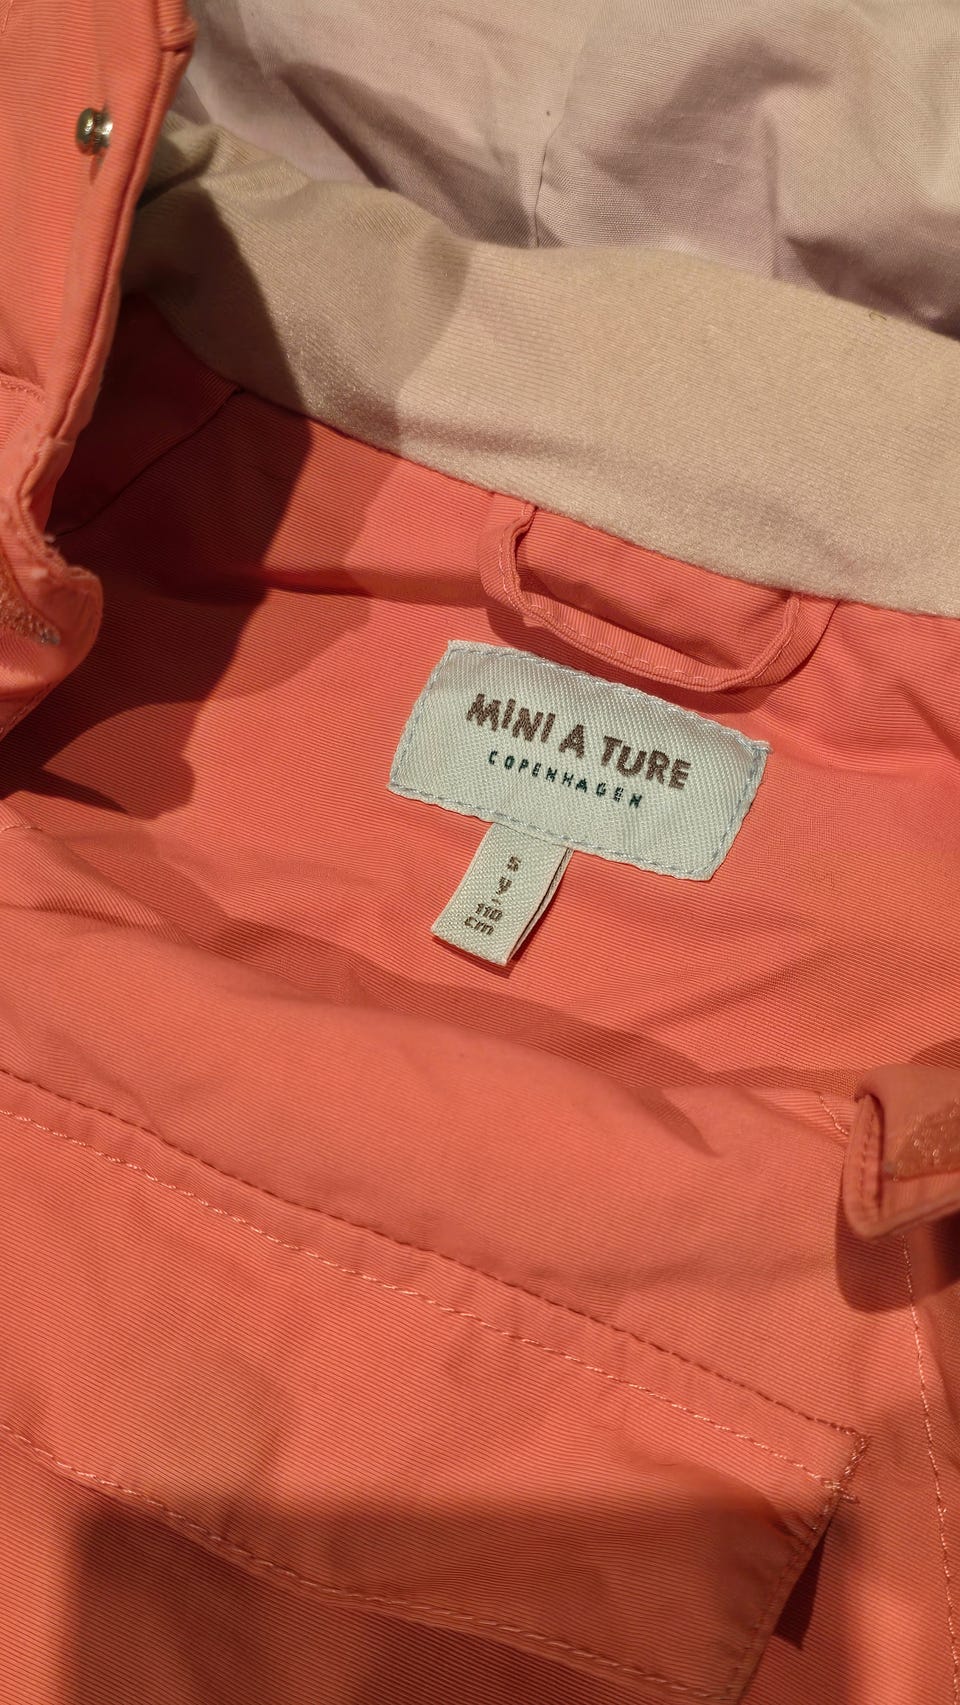 MINI A TURE
COPENHAGEN
5
y
-
110
cm